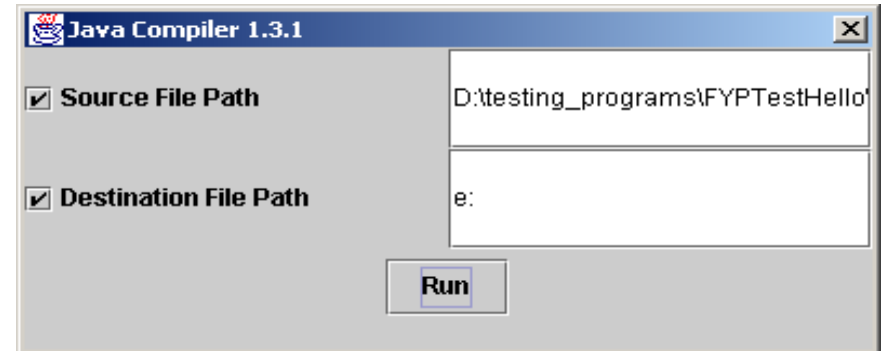 Java Compiler 1.3.1
Source File Path
D:\testing_programs\FYPTestHello
Destination File Path
e:
Run